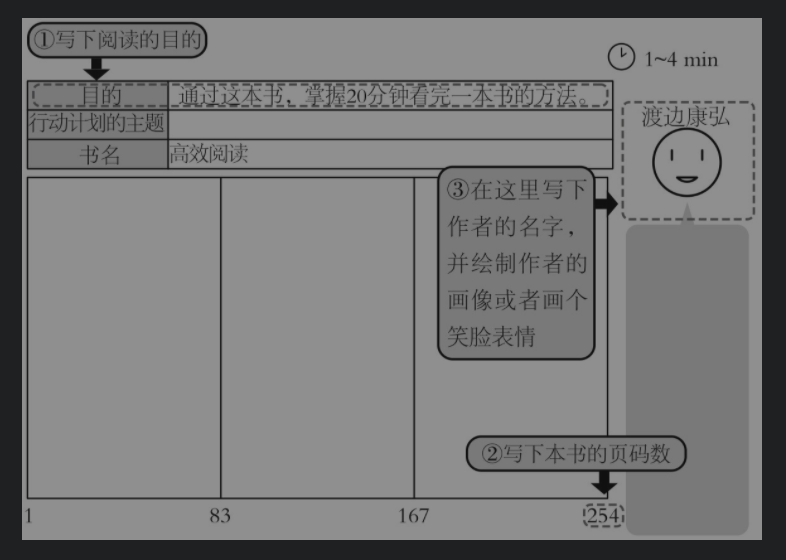 ①写下阅读的目的
1~4 min
目的
通过这本书，掌握20分钟看完一本书的方法。
行动计划的主题
书名
高效阅读
渡边康弘
③在这里写下
作者的名字，
并绘制作者的
画像或者画个
笑脸表情
②写下本书的页码数
1
83
167
254